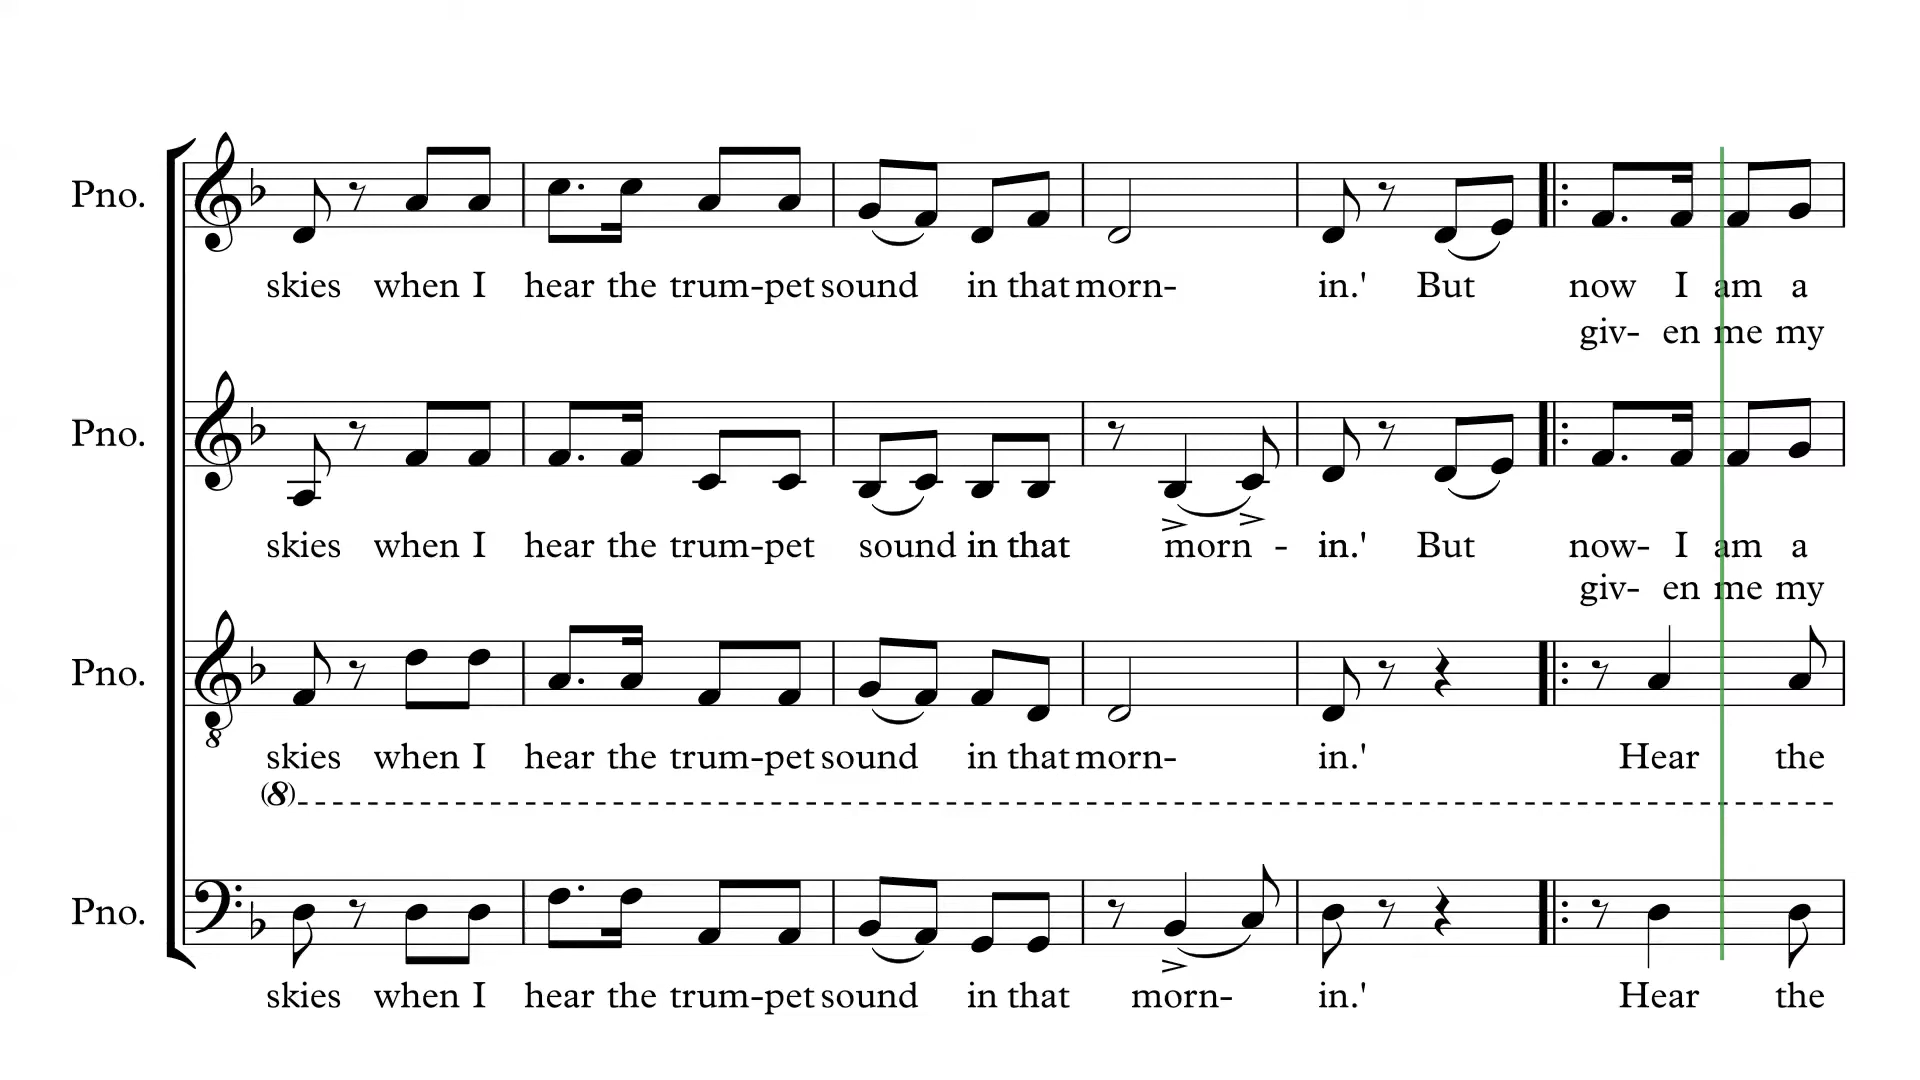 Pno.
skies when I hear the trum-pet sound in that morn- in.' But now I am a
giv- en me my
Pno.
skies when I hear the trum-pet sound in that morn - in.' But now- I am a
giv- en me my
Pno.
8
skies when I hear the trum-pet sound in that morn- in.' Hear the
(8)
Pno.
skies when I hear the trum-pet sound in that morn- in.' Hear the